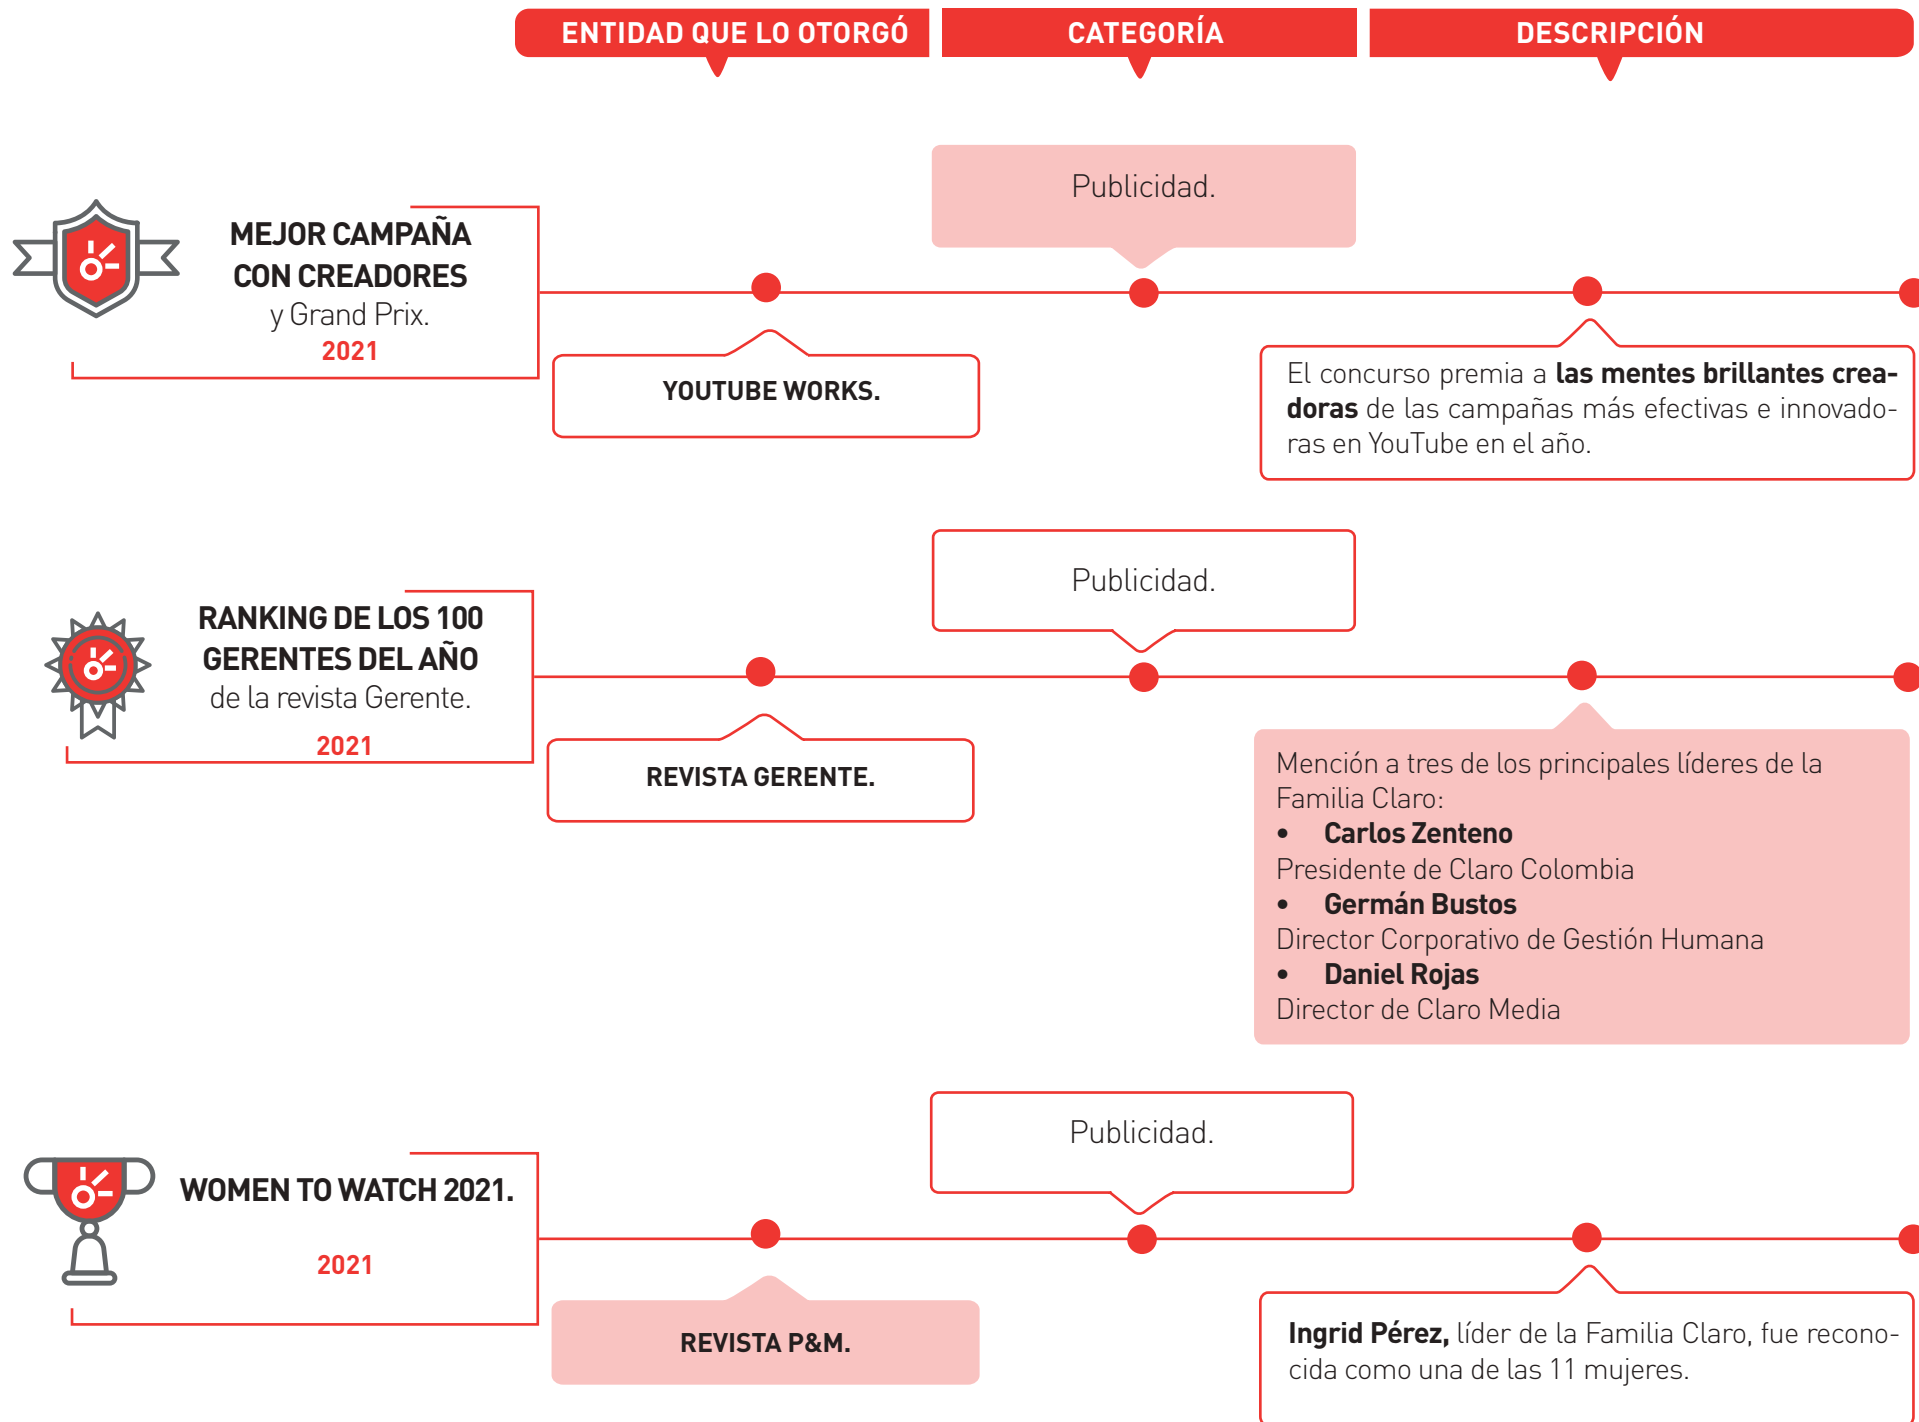 ENTIDAD QUE LO OTORGÓ
CATEGORÍA
DESCRIPCIÓN
MEJOR CAMPAÑA
CON CREADORES
y Grand Prix.
2021
YOUTUBE WORKS.
Publicidad.
El concurso premia a las mentes brillantes crea-
doras de las campañas más efectivas e innovado-
ras en YouTube en el año.
RANKING DE LOS 100
GERENTES DEL AÑO
de la revista Gerente.
2021
REVISTA GERENTE.
Publicidad.
Mención a tres de los principales líderes de la
Familia Claro:
• Carlos Zenteno
Presidente de Claro Colombia
• Germán Bustos
Director Corporativo de Gestión Humana
• Daniel Rojas
Director de Claro Media
WOMEN TO WATCH 2021.
2021
REVISTA P&M.
Publicidad.
Ingrid Pérez, líder de la Familia Claro, fue recono-
cida como una de las 11 mujeres.